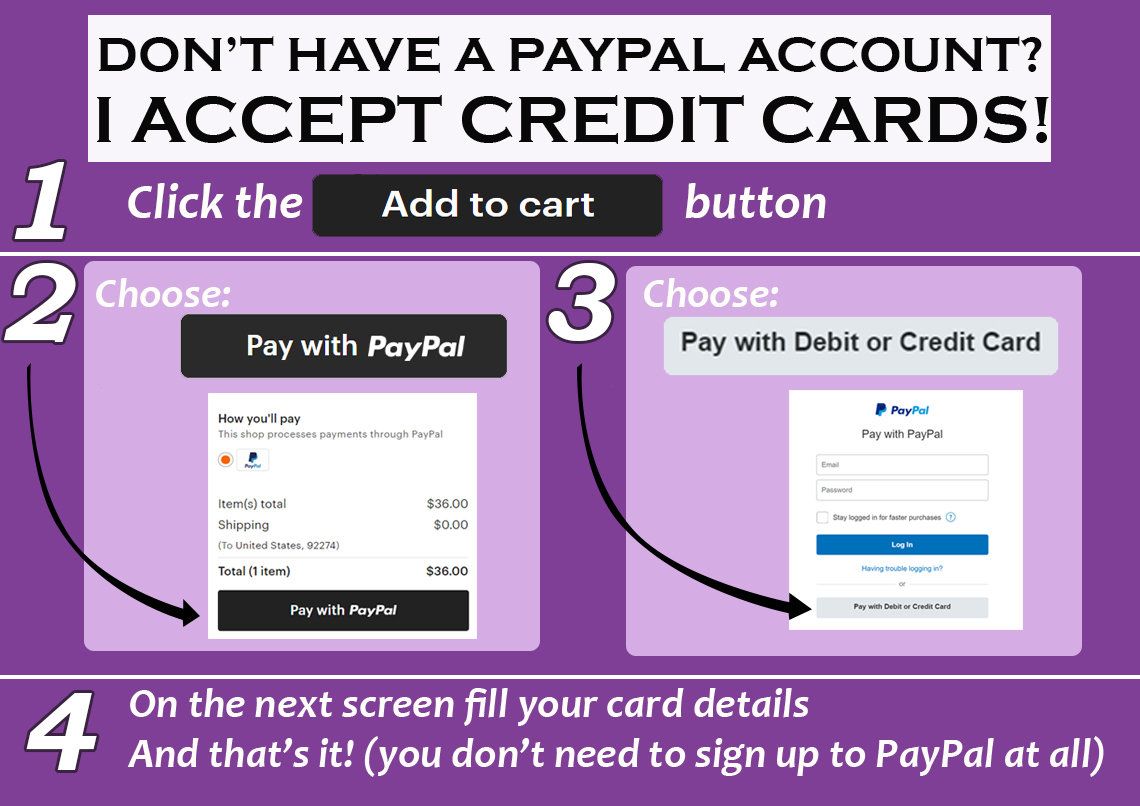 DON'T HAVE A PAYPAL ACCOUNT?
I ACCEPT CREDIT CARDS!
1 Click the Add to cart button
2 Choose:
Pay with PayPal
How you'll pay
This shop processes payments through PayPal
PayPal
Item(s) total $36.00
Shipping $0.00
(To United States, 92274)
Total (1 item) $36.00
Pay with PayPal
3 Choose:
Pay with Debit or Credit Card
PayPal
Pay with PayPal
Email
Password
Stay logged in for faster purchases ?
Log In
Having trouble logging in?
or
Pay with Debit or Credit Card
4 On the next screen fill your card details
And that's it! (you don't need to sign up to PayPal at all)